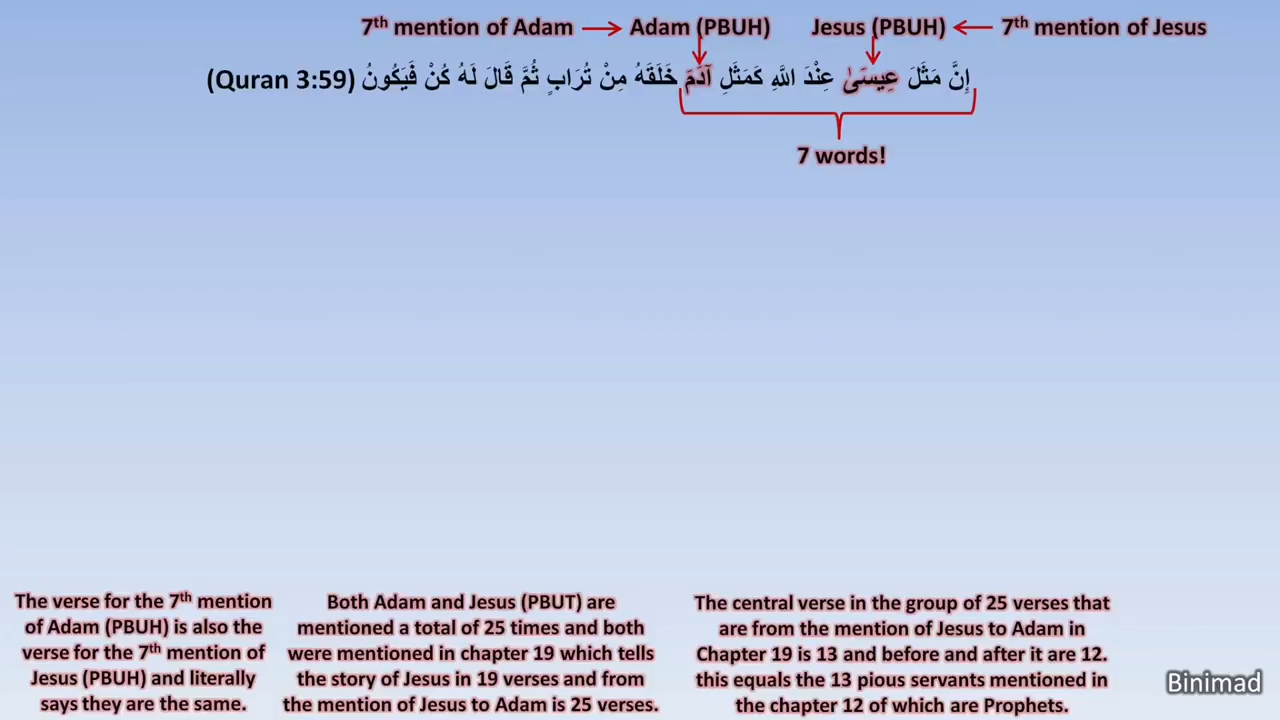 7th mention of Adam Adam (PBUH) Jesus (PBUH) 7th mention of Jesus
إِنَّ مَثَلَ عِيسَىٰ عِنْدَ اللَّهِ كَمَثَلِ آدَمَ خَلَقَهُ مِنْ تُرَابٍ ثُمَّ قَالَ لَهُ كُنْ فَيَكُونُ (Quran 3:59)
7 words!
The verse for the 7th mention
of Adam (PBUH) is also the
verse for the 7th mention of
Jesus (PBUH) and literally
says they are the same.
Both Adam and Jesus (PBUT) are
mentioned a total of 25 times and both
were mentioned in chapter 19 which tells
the story of Jesus in 19 verses and from
the mention of Jesus to Adam is 25 verses.
The central verse in the group of 25 verses that
are from the mention of Jesus to Adam in
Chapter 19 is 13 and before and after it are 12.
this equals the 13 pious servants mentioned in
the chapter 12 of which are Prophets.
Binimad